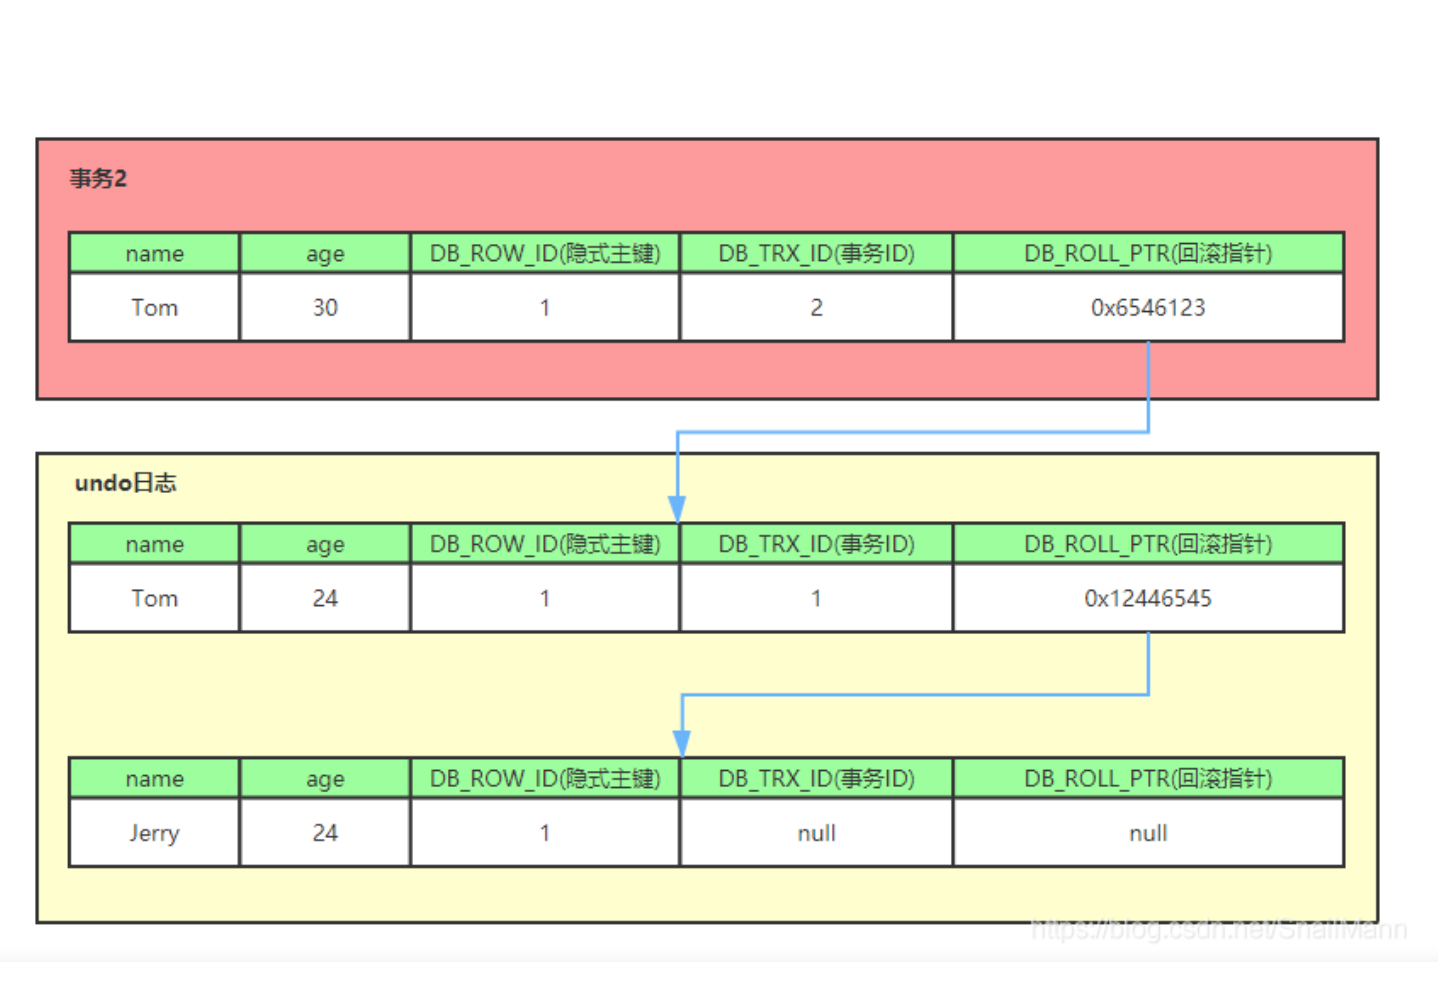 事务2
name age DB_ROW_ID(隐式主键) DB_TRX_ID(事务ID) DB_ROLL_PTR(回滚指针)
Tom 30 1 2 0x6546123
undo日志
name age DB_ROW_ID(隐式主键) DB_TRX_ID(事务ID) DB_ROLL_PTR(回滚指针)
Tom 24 1 1 0x12446545
name age DB_ROW_ID(隐式主键) DB_TRX_ID(事务ID) DB_ROLL_PTR(回滚指针)
Jerry 24 1 null null
https://blog.csdn.net/SnailMann